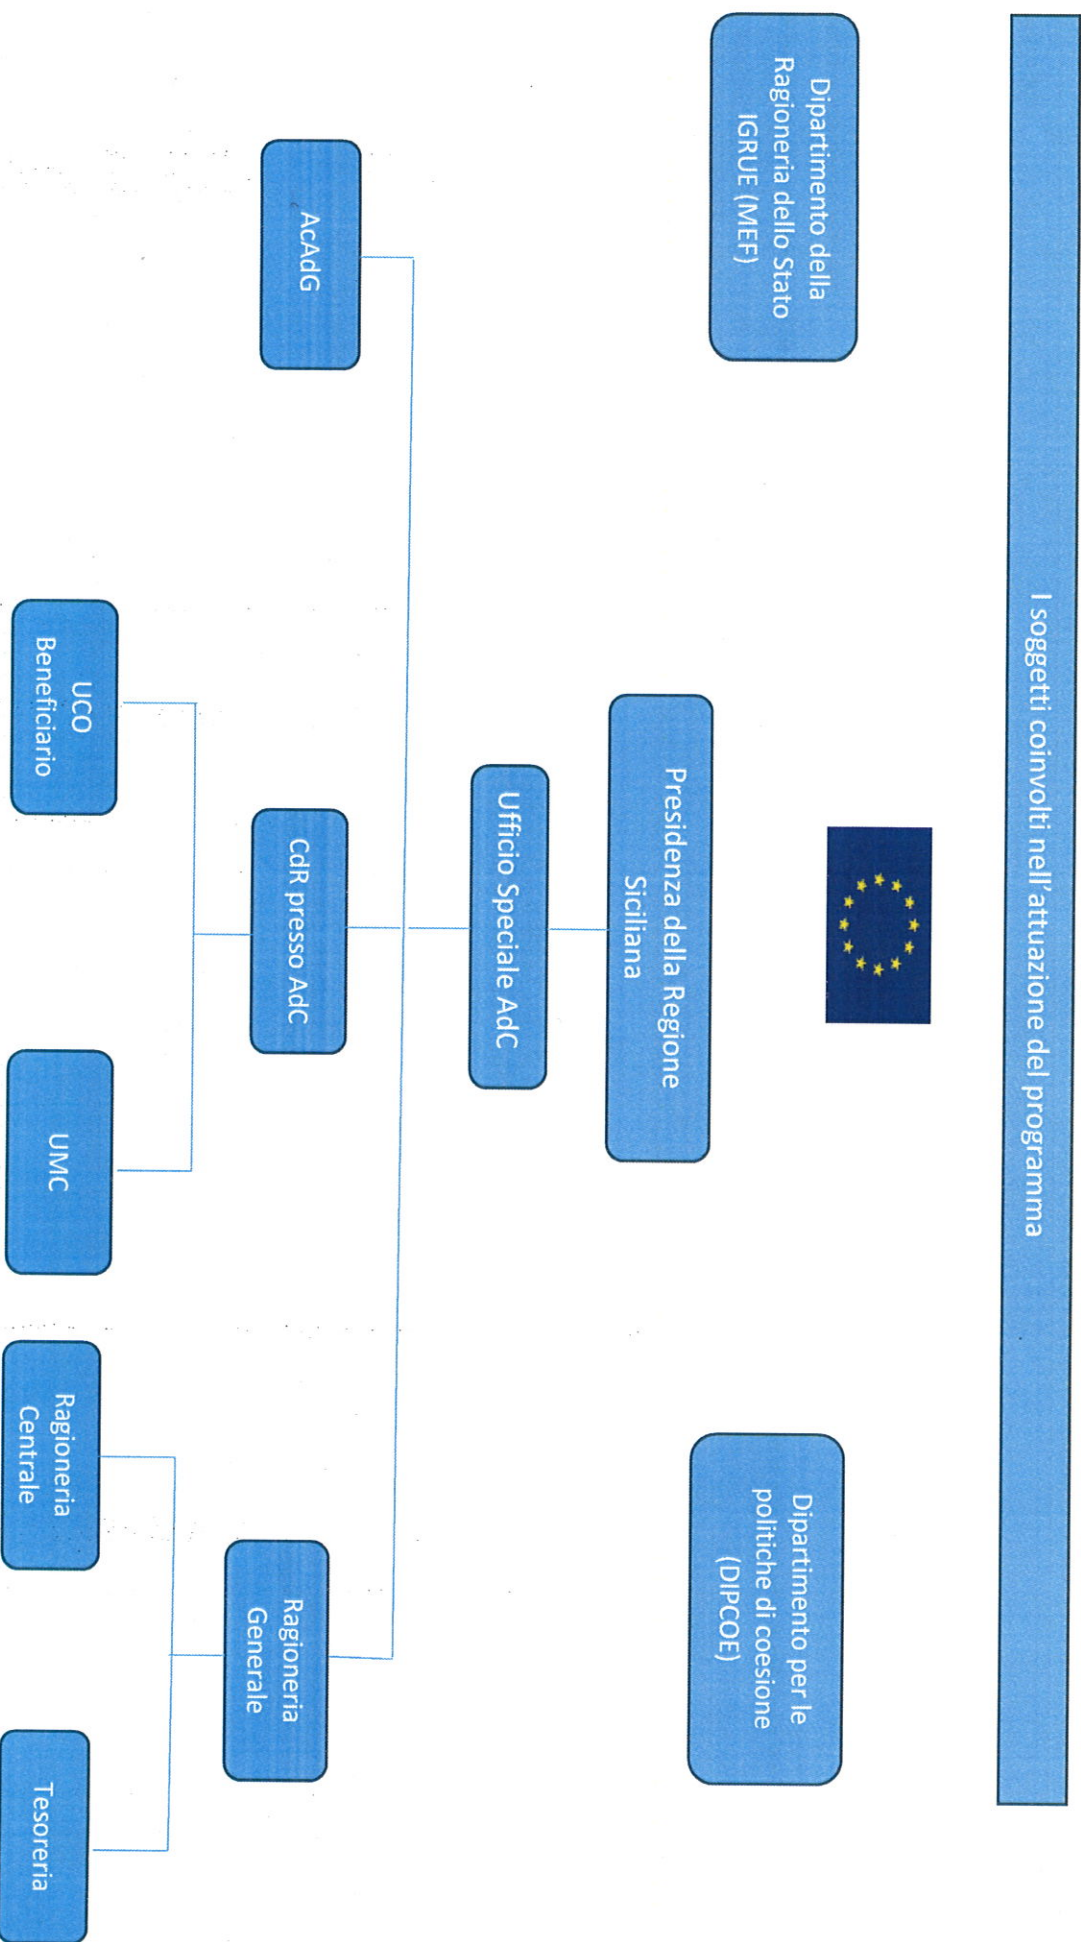 I soggetti coinvolti nell'attuazione del programma
Dipartimento della
Ragioneria dello Stato
IGRUE (MEF)
Dipartimento per le
politiche di coesione
(DIPCOE)
Presidenza della Regione
Siciliana
Ufficio Speciale AdC
AcAdG
CdR presso AdC
Ragioneria
Generale
UCO
Beneficiario
UMC
Ragioneria
Centrale
Tesoreria